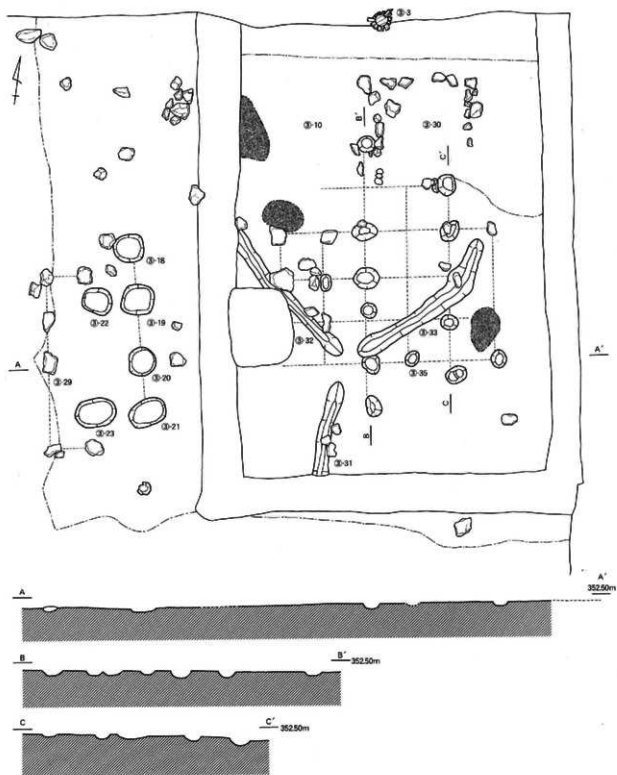 ③-3
③-10
③-30
B'
C'
③-18
③-22
③-19
③-32
③-33
A
③-29
③-20
③-35
A'
③-23
③-21
B
C
③-31
A
A'
352.50m
B
B'
352.50m
C
C'
352.50m